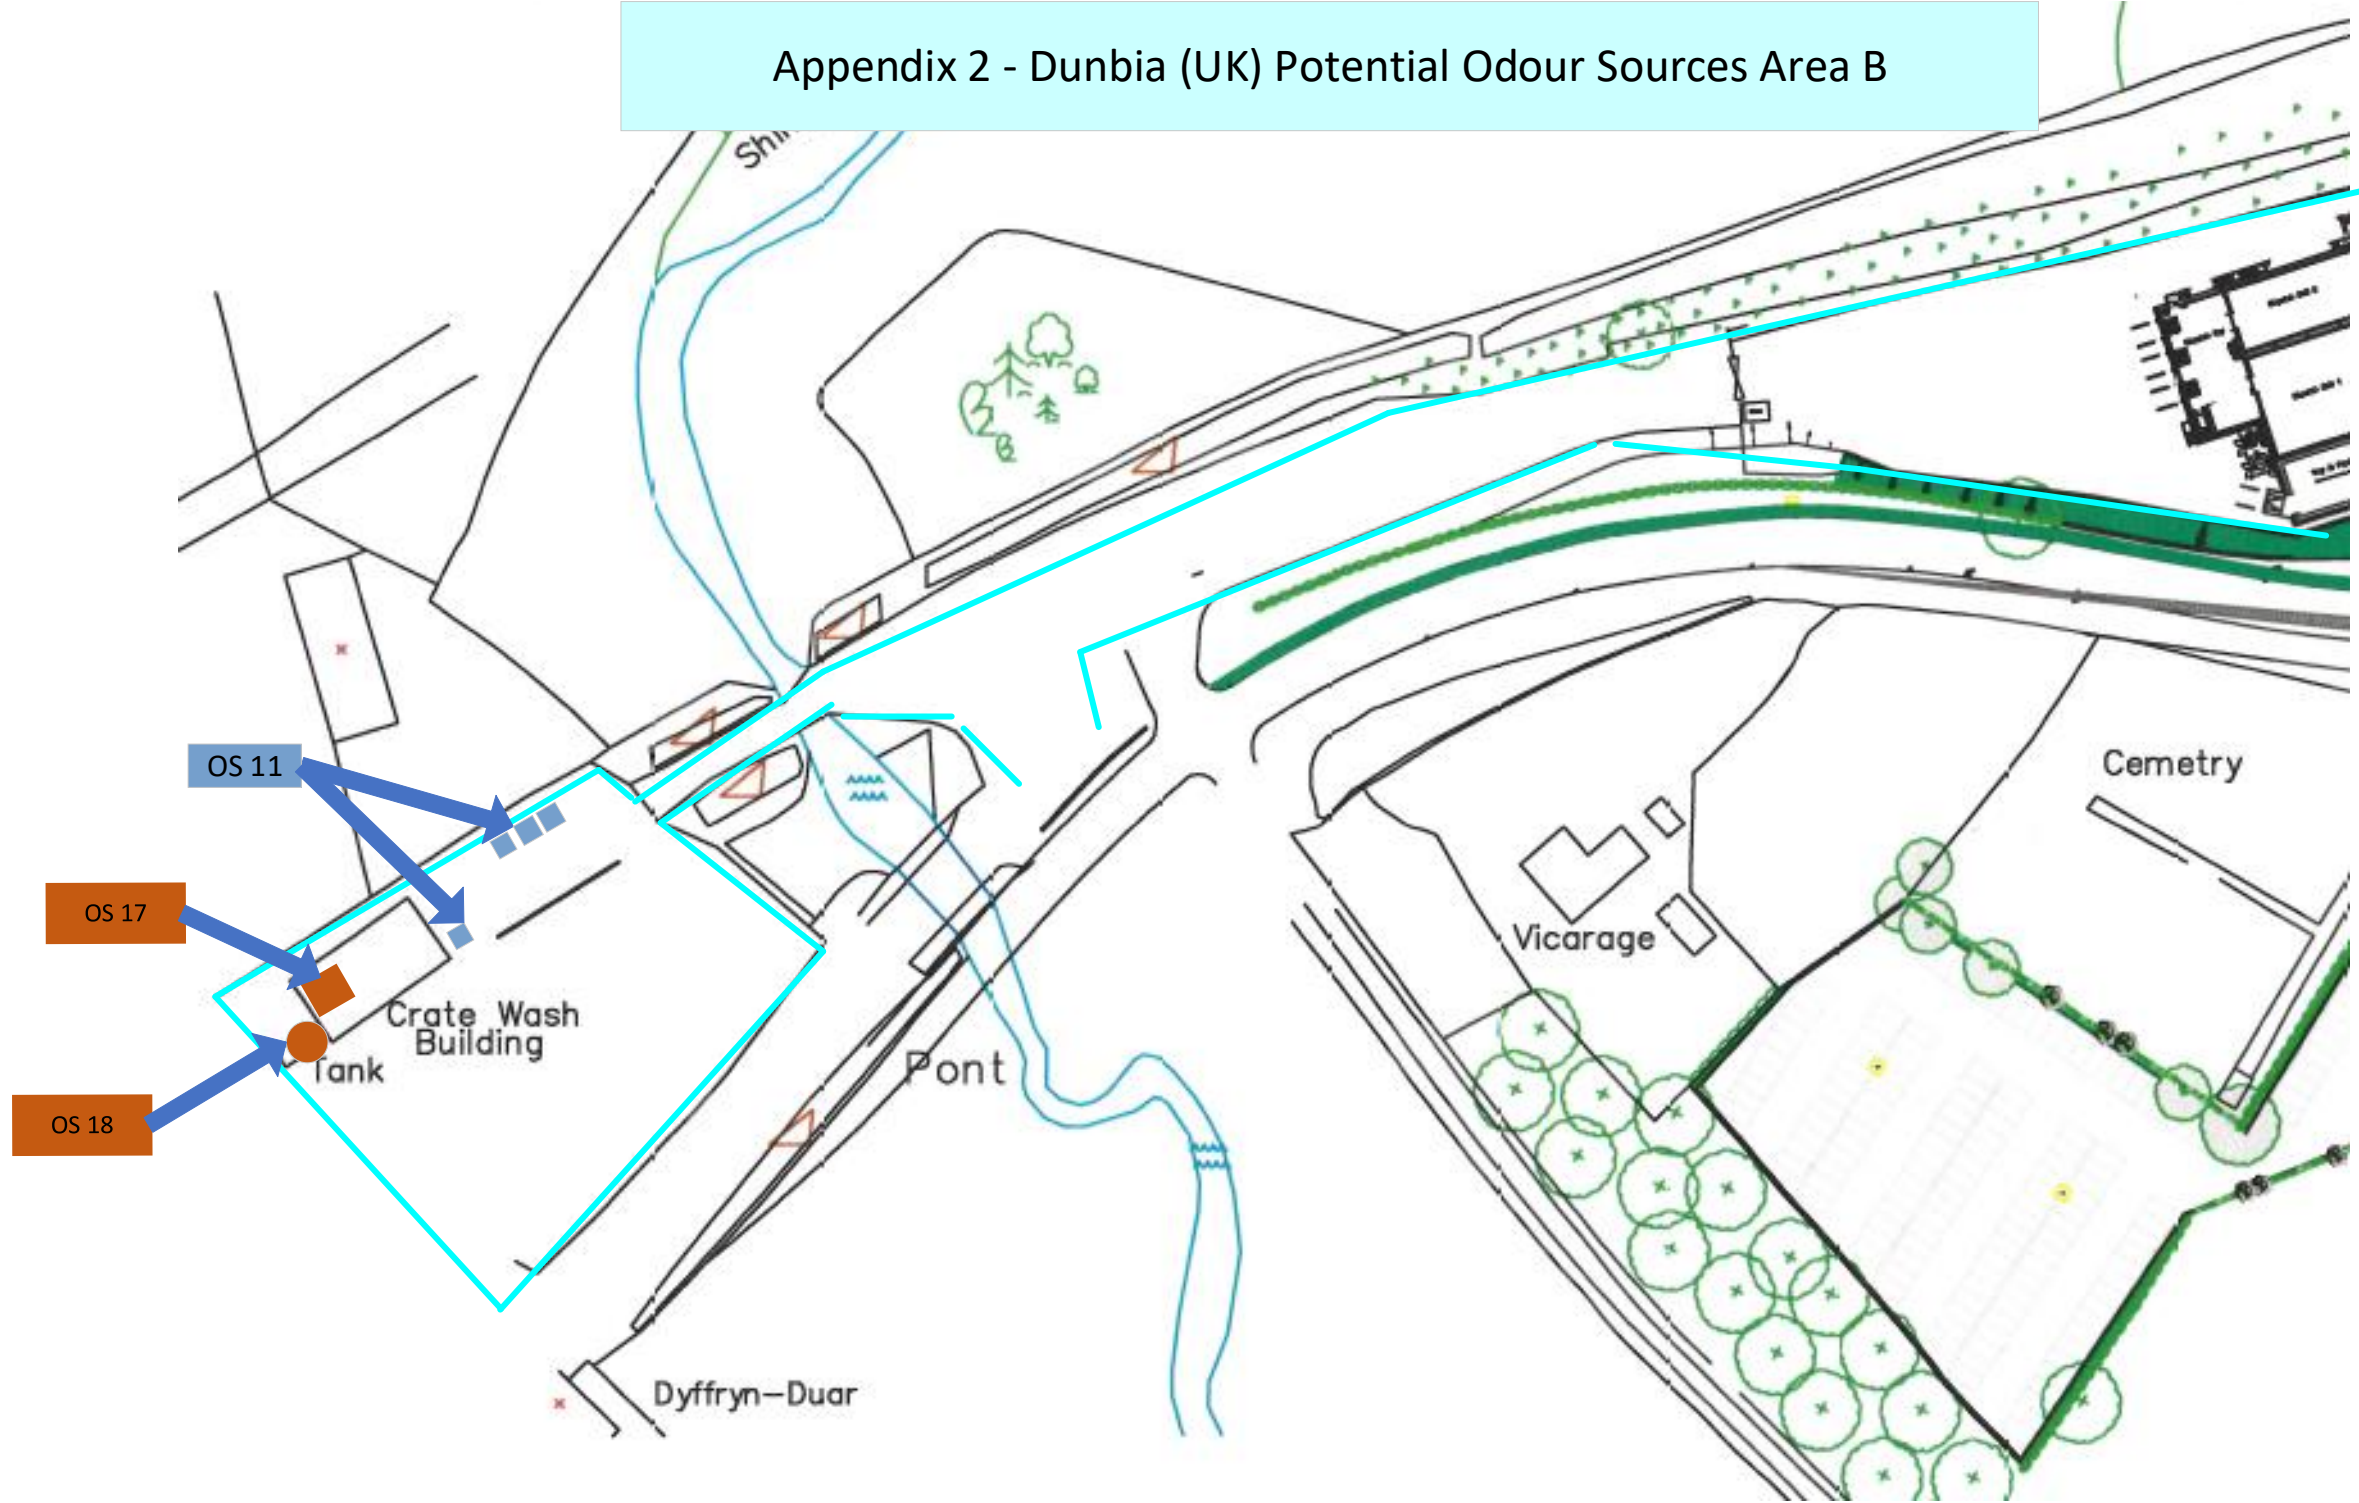 Appendix 2 - Dunbia (UK) Potential Odour Sources Area B
OS 11
OS 17
OS 18
Crate Wash
Building
Tank
Pont
Dyffryn-Duar
Vicarage
Cemetry